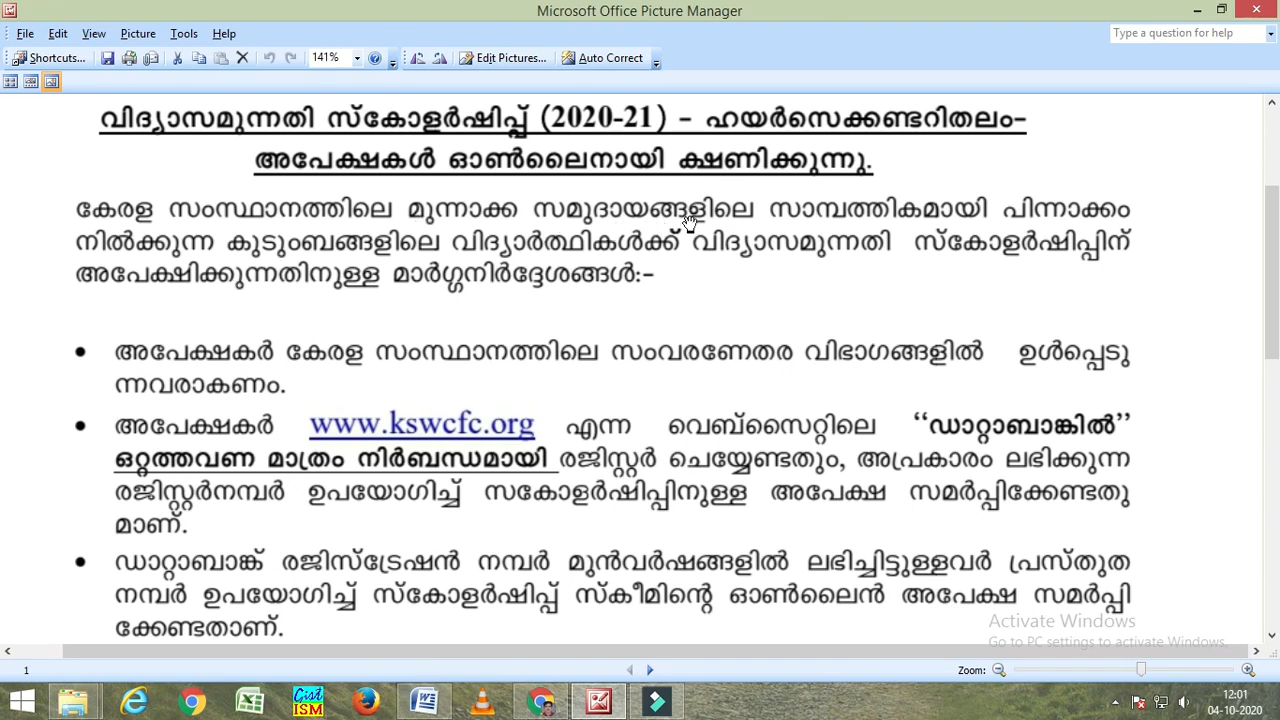 Microsoft Office Picture Manager
File Edit View Picture Tools Help
Type a question for help
Shortcuts... 141% Edit Pictures... Auto Correct
വിദ്യാസമുന്നതി സ്കോളർഷിപ്പ് (2020-21) - ഹയർസെക്കണ്ടറിതലം-
അപേക്ഷകൾ ഓൺലൈനായി ക്ഷണിക്കുന്നു.
കേരള സംസ്ഥാനത്തിലെ മുന്നാക്ക സമുദായങ്ങളിലെ സാമ്പത്തികമായി പിന്നാക്കം
നിൽക്കുന്ന കുടുംബങ്ങളിലെ വിദ്യാർത്ഥികൾക്ക് വിദ്യാസമുന്നതി സ്കോളർഷിപ്പിന്
അപേക്ഷിക്കുന്നതിനുള്ള മാർഗ്ഗനിർദ്ദേശങ്ങൾ:-
• അപേക്ഷകർ കേരള സംസ്ഥാനത്തിലെ സംവരണേതര വിഭാഗങ്ങളിൽ ഉൾപ്പെടു
ന്നവരാകണം.
• അപേക്ഷകർ www.kswcfc.org എന്ന വെബ്സൈറ്റിലെ “ഡാറ്റാബാങ്കിൽ”
ഒറ്റത്തവണ മാത്രം നിർബന്ധമായി രജിസ്റ്റർ ചെയ്യേണ്ടതും, അപ്രകാരം ലഭിക്കുന്ന
രജിസ്റ്റർനമ്പർ ഉപയോഗിച്ച് സകോളർഷിപ്പിനുള്ള അപേക്ഷ സമർപ്പിക്കേണ്ടതു
മാണ്.
• ഡാറ്റാബാങ്ക് രജിസ്ട്രേഷൻ നമ്പർ മുൻവർഷങ്ങളിൽ ലഭിച്ചിട്ടുള്ളവർ പ്രസ്തുത
നമ്പർ ഉപയോഗിച്ച് സ്കോളർഷിപ്പ് സ്കീമിന്റെ ഓൺലൈൻ അപേക്ഷ സമർപ്പി
ക്കേണ്ടതാണ്.
Activate Windows
Go to PC settings to activate Windows.
1 Zoom:
Gist
ISM
12:01
04-10-2020